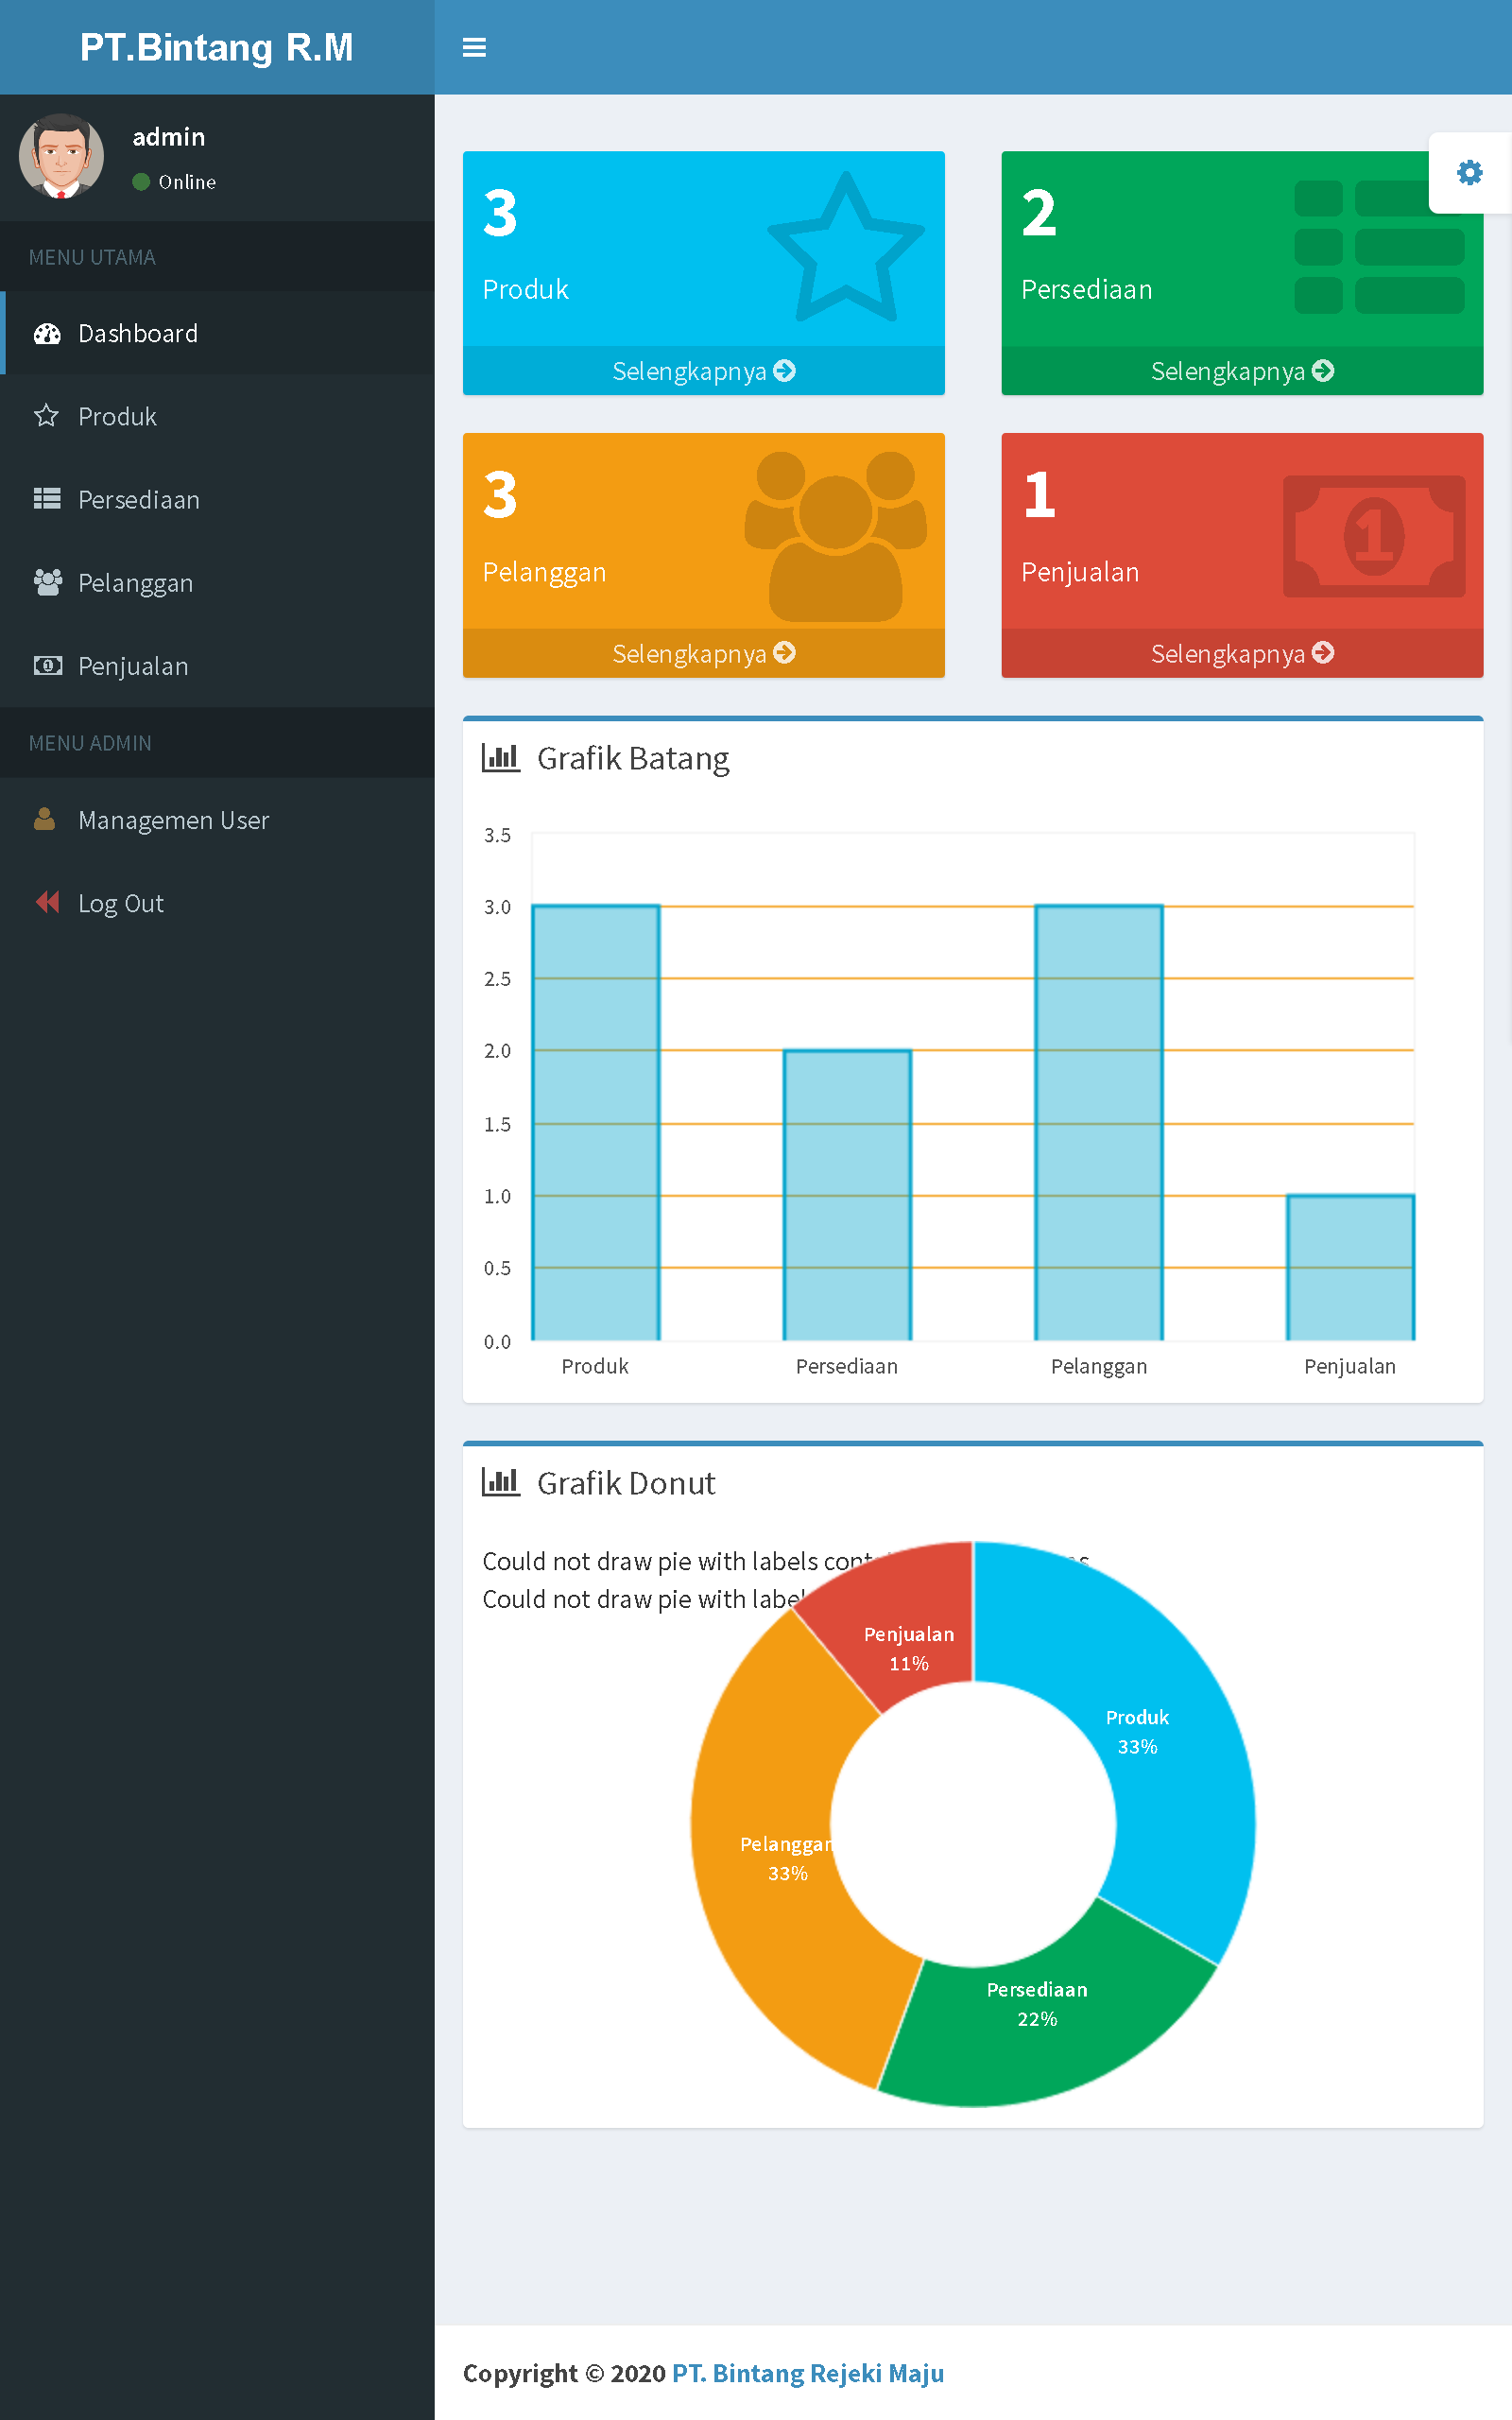 PT.Bintang R.M
admin
Online
MENU UTAMA
Dashboard
Produk
Persediaan
Pelanggan
Penjualan
MENU ADMIN
Managemen User
Log Out
3
Produk
Selengkapnya
2
Persediaan
Selengkapnya
3
Pelanggan
Selengkapnya
1
Penjualan
1
Selengkapnya
Grafik Batang
3.5
3.0
2.5
2.0
1.5
1.0
0.5
0.0
Produk Persediaan Pelanggan Penjualan
Grafik Donut
Could not draw pie with labels
Could not draw pie with
Penjualan
11%
Produk
33%
Pelanggan
33%
Persediaan
22%
Copyright © 2020 PT. Bintang Rejeki Maju